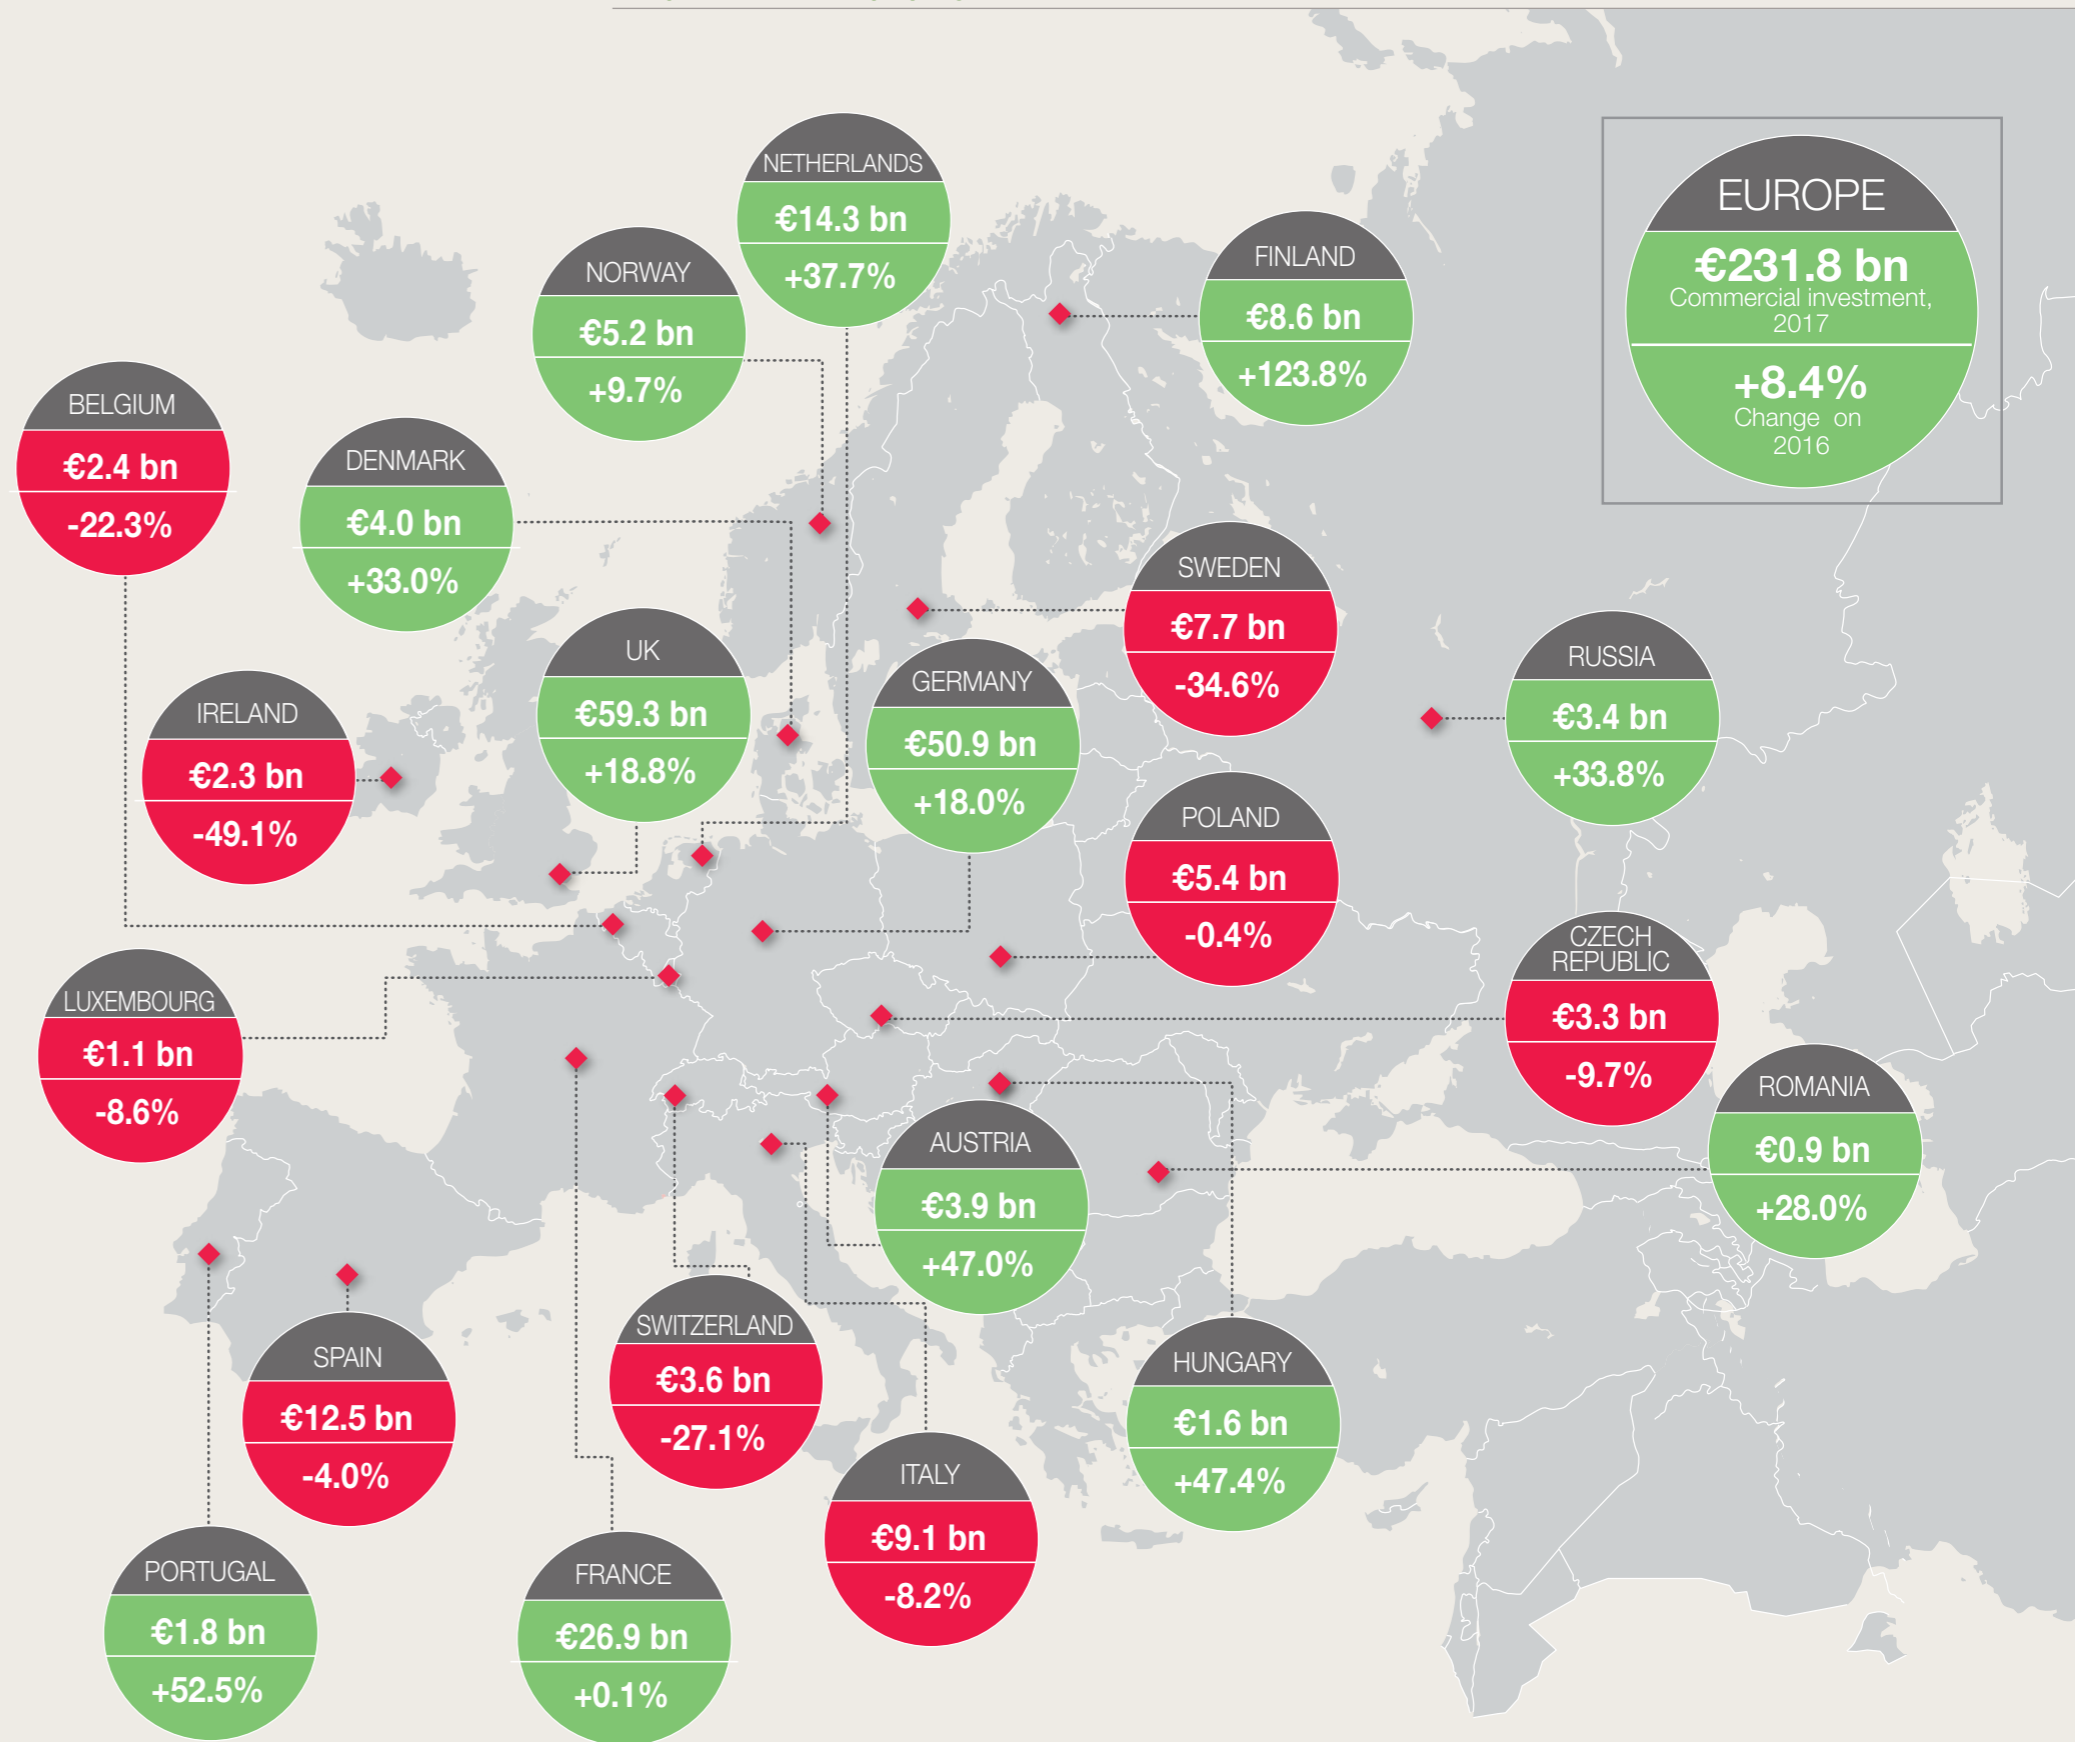 NETHERLANDS
€14.3 bn
+37.7%
EUROPE
€231.8 bn
Commercial investment,
2017
+8.4%
Change on
2016
NORWAY
€5.2 bn
+9.7%
FINLAND
€8.6 bn
+123.8%
BELGIUM
€2.4 bn
-22.3%
DENMARK
€4.0 bn
+33.0%
SWEDEN
€7.7 bn
-34.6%
UK
€59.3 bn
+18.8%
GERMANY
€50.9 bn
+18.0%
RUSSIA
€3.4 bn
+33.8%
IRELAND
€2.3 bn
-49.1%
POLAND
€5.4 bn
-0.4%
CZECH
REPUBLIC
€3.3 bn
-9.7%
LUXEMBOURG
€1.1 bn
-8.6%
ROMANIA
€0.9 bn
+28.0%
AUSTRIA
€3.9 bn
+47.0%
SWITZERLAND
€3.6 bn
-27.1%
SPAIN
€12.5 bn
-4.0%
HUNGARY
€1.6 bn
+47.4%
ITALY
€9.1 bn
-8.2%
PORTUGAL
€1.8 bn
+52.5%
FRANCE
€26.9 bn
+0.1%